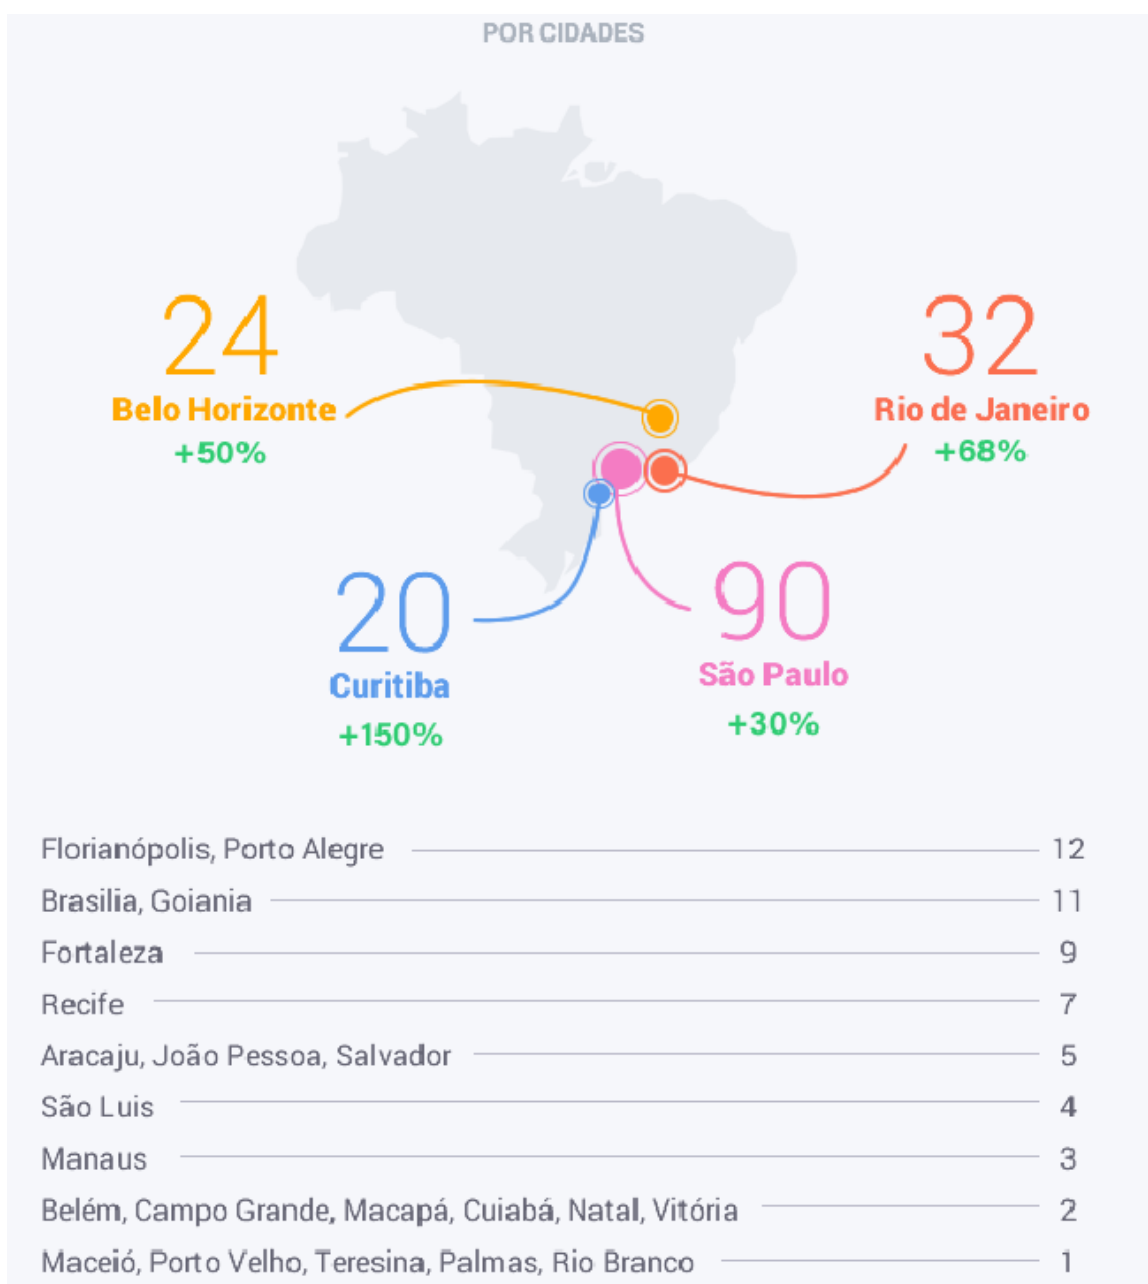 POR CIDADES
24
Belo Horizonte
+50%
32
Rio de Janeiro
+68%
20
Curitiba
+150%
90
São Paulo
+30%
Florianópolis, Porto Alegre 12
Brasilia, Goiania 11
Fortaleza 9
Recife 7
Aracaju, João Pessoa, Salvador 5
São Luis 4
Manaus 3
Belém, Campo Grande, Macapá, Cuiabá, Natal, Vitória 2
Maceió, Porto Velho, Teresina, Palmas, Rio Branco 1